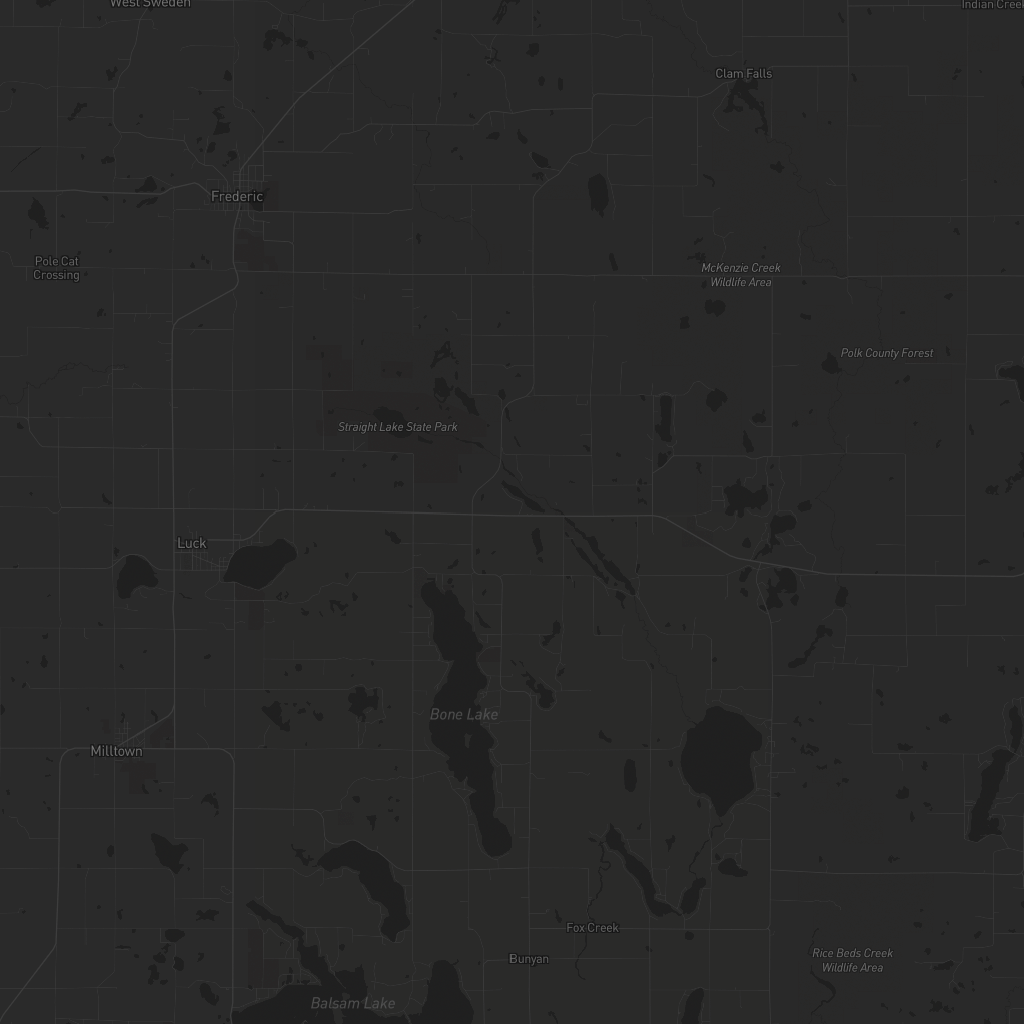 West Sweden
Indian Creek
Clam Falls
Frederic
Pole Cat
Crossing
McKenzie Creek
Wildlife Area
Polk County Forest
Straight Lake State Park
Luck
Bone Lake
Milltown
Fox Creek
Bunyan
Rice Beds Creek
Wildlife Area
Balsam Lake